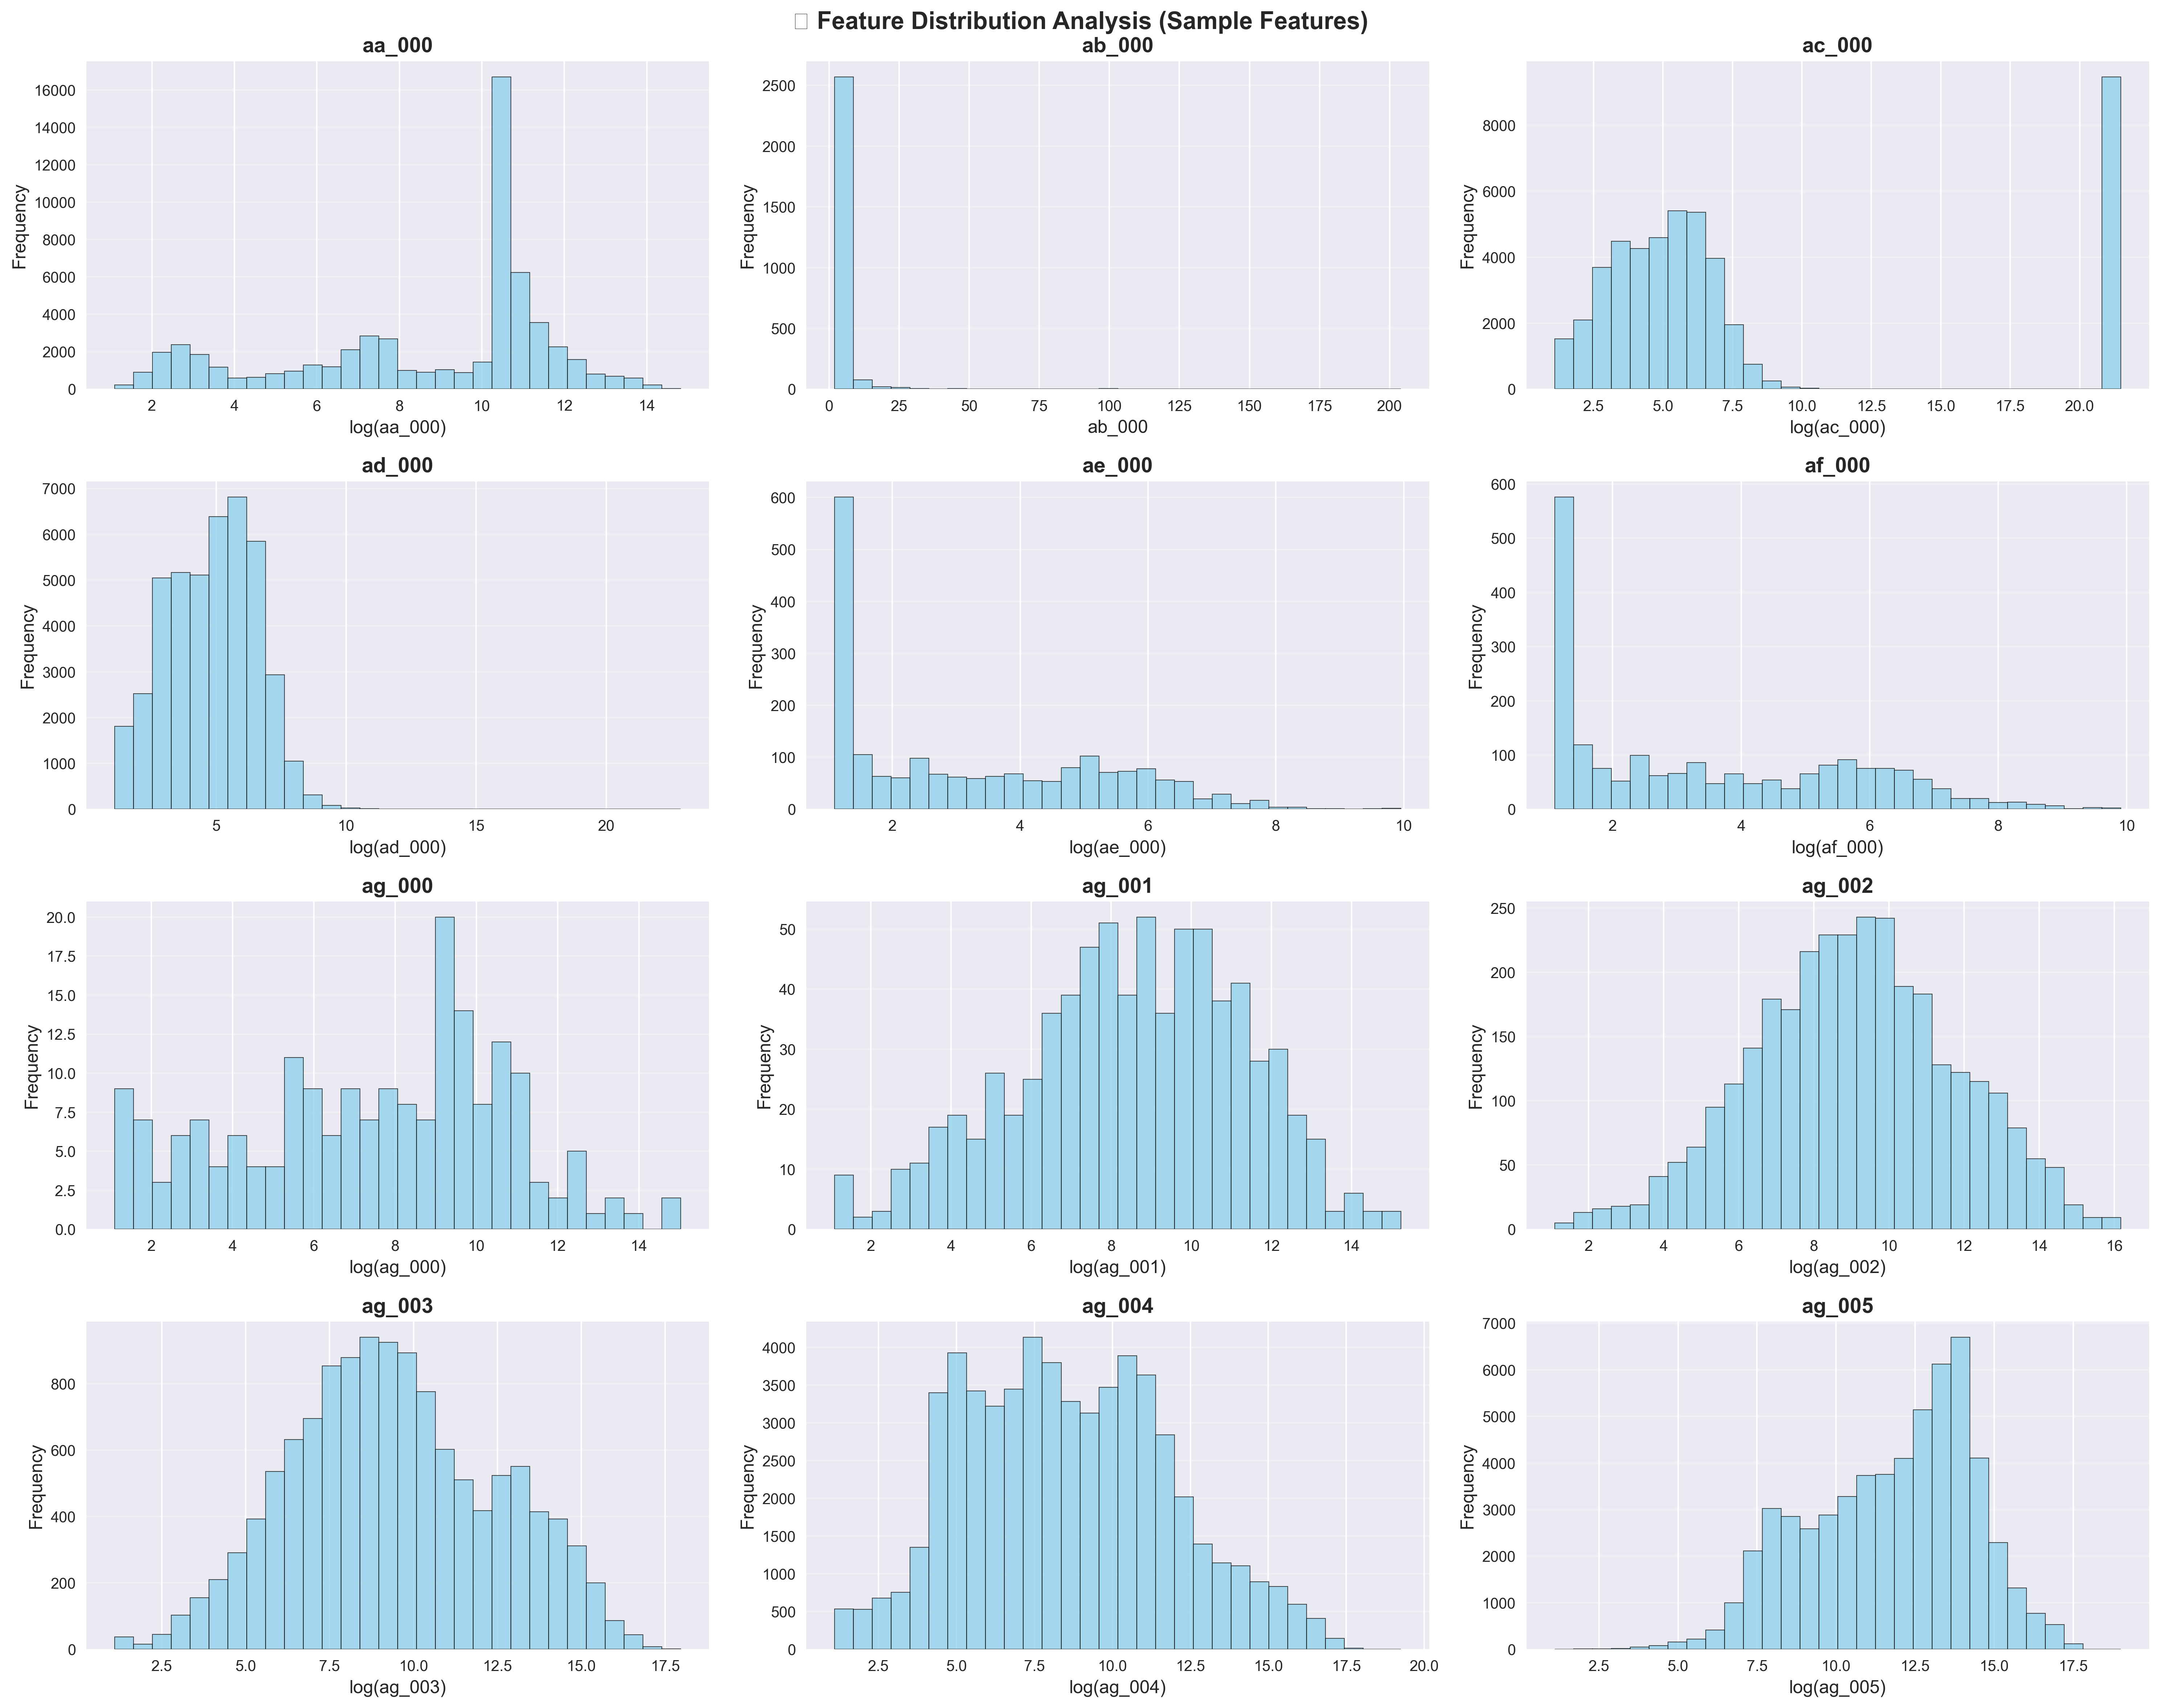 Feature Distribution Analysis (Sample Features)
aa_000
Frequency
16000
14000
12000
10000
8000
6000
4000
2000
0
2 4 6 8 10 12 14
log(aa_000)
ab_000
Frequency
2500
2000
1500
1000
500
0
0 25 50 75 100 125 150 175 200
ab_000
ac_000
Frequency
8000
6000
4000
2000
0
2.5 5.0 7.5 10.0 12.5 15.0 17.5 20.0
log(ac_000)
ad_000
Frequency
7000
6000
5000
4000
3000
2000
1000
0
5 10 15 20
log(ad_000)
ae_000
Frequency
600
500
400
300
200
100
0
2 4 6 8 10
log(ae_000)
af_000
Frequency
600
500
400
300
200
100
0
2 4 6 8 10
log(af_000)
ag_000
Frequency
20.0
17.5
15.0
12.5
10.0
7.5
5.0
2.5
0.0
2 4 6 8 10 12 14
log(ag_000)
ag_001
Frequency
50
40
30
20
10
0
2 4 6 8 10 12 14
log(ag_001)
ag_002
Frequency
250
200
150
100
50
0
2 4 6 8 10 12 14 16
log(ag_002)
ag_003
Frequency
800
600
400
200
0
2.5 5.0 7.5 10.0 12.5 15.0 17.5
log(ag_003)
ag_004
Frequency
4000
3500
3000
2500
2000
1500
1000
500
0
2.5 5.0 7.5 10.0 12.5 15.0 17.5 20.0
log(ag_004)
ag_005
Frequency
7000
6000
5000
4000
3000
2000
1000
0
2.5 5.0 7.5 10.0 12.5 15.0 17.5
log(ag_005)